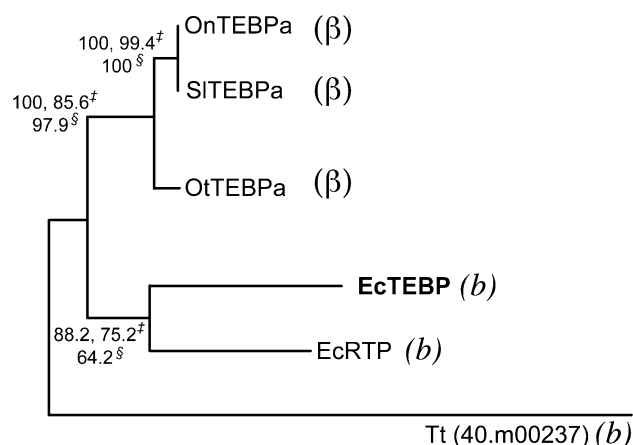 OnTEBPa (β)
100, 99.4‡
100§
SlTEBPa (β)
100, 85.6‡
97.9§
OtTEBPa (β)
EcTEBP (b)
88.2, 75.2‡
64.2§
EcRTP (b)
Tt (40.m00237) (b)